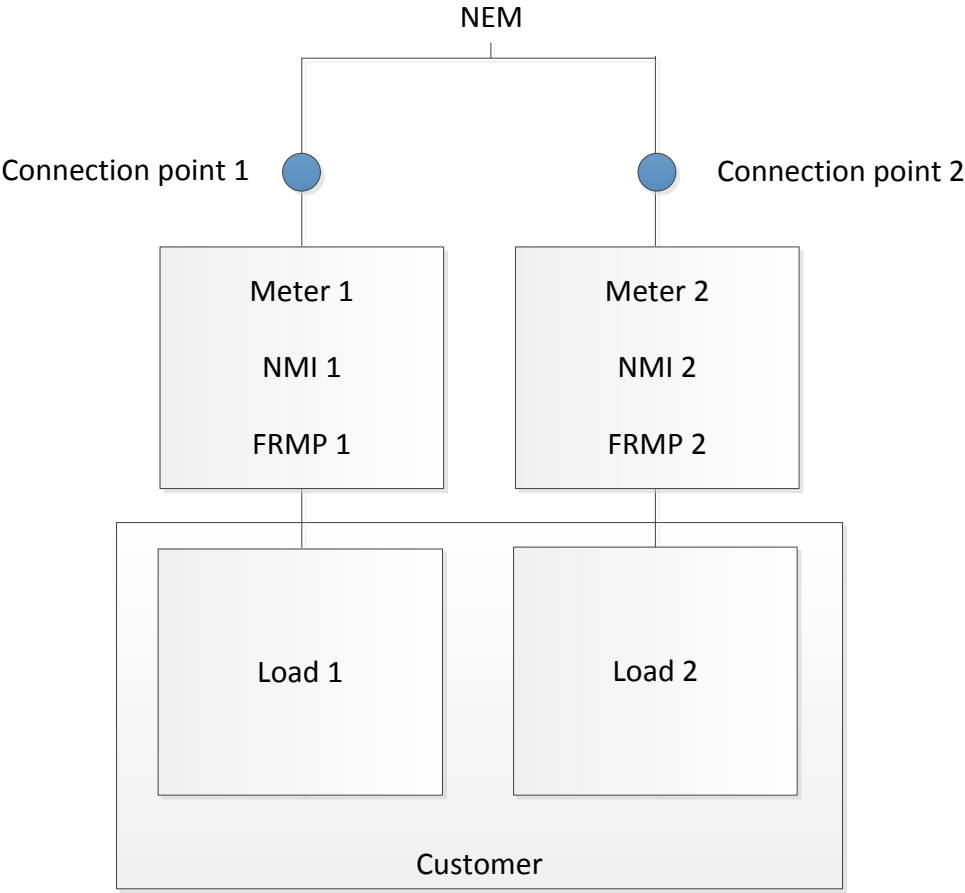 NEM
Connection point 1
Connection point 2
Meter 1
NMI 1
FRMP 1
Meter 2
NMI 2
FRMP 2
Load 1
Load 2
Customer